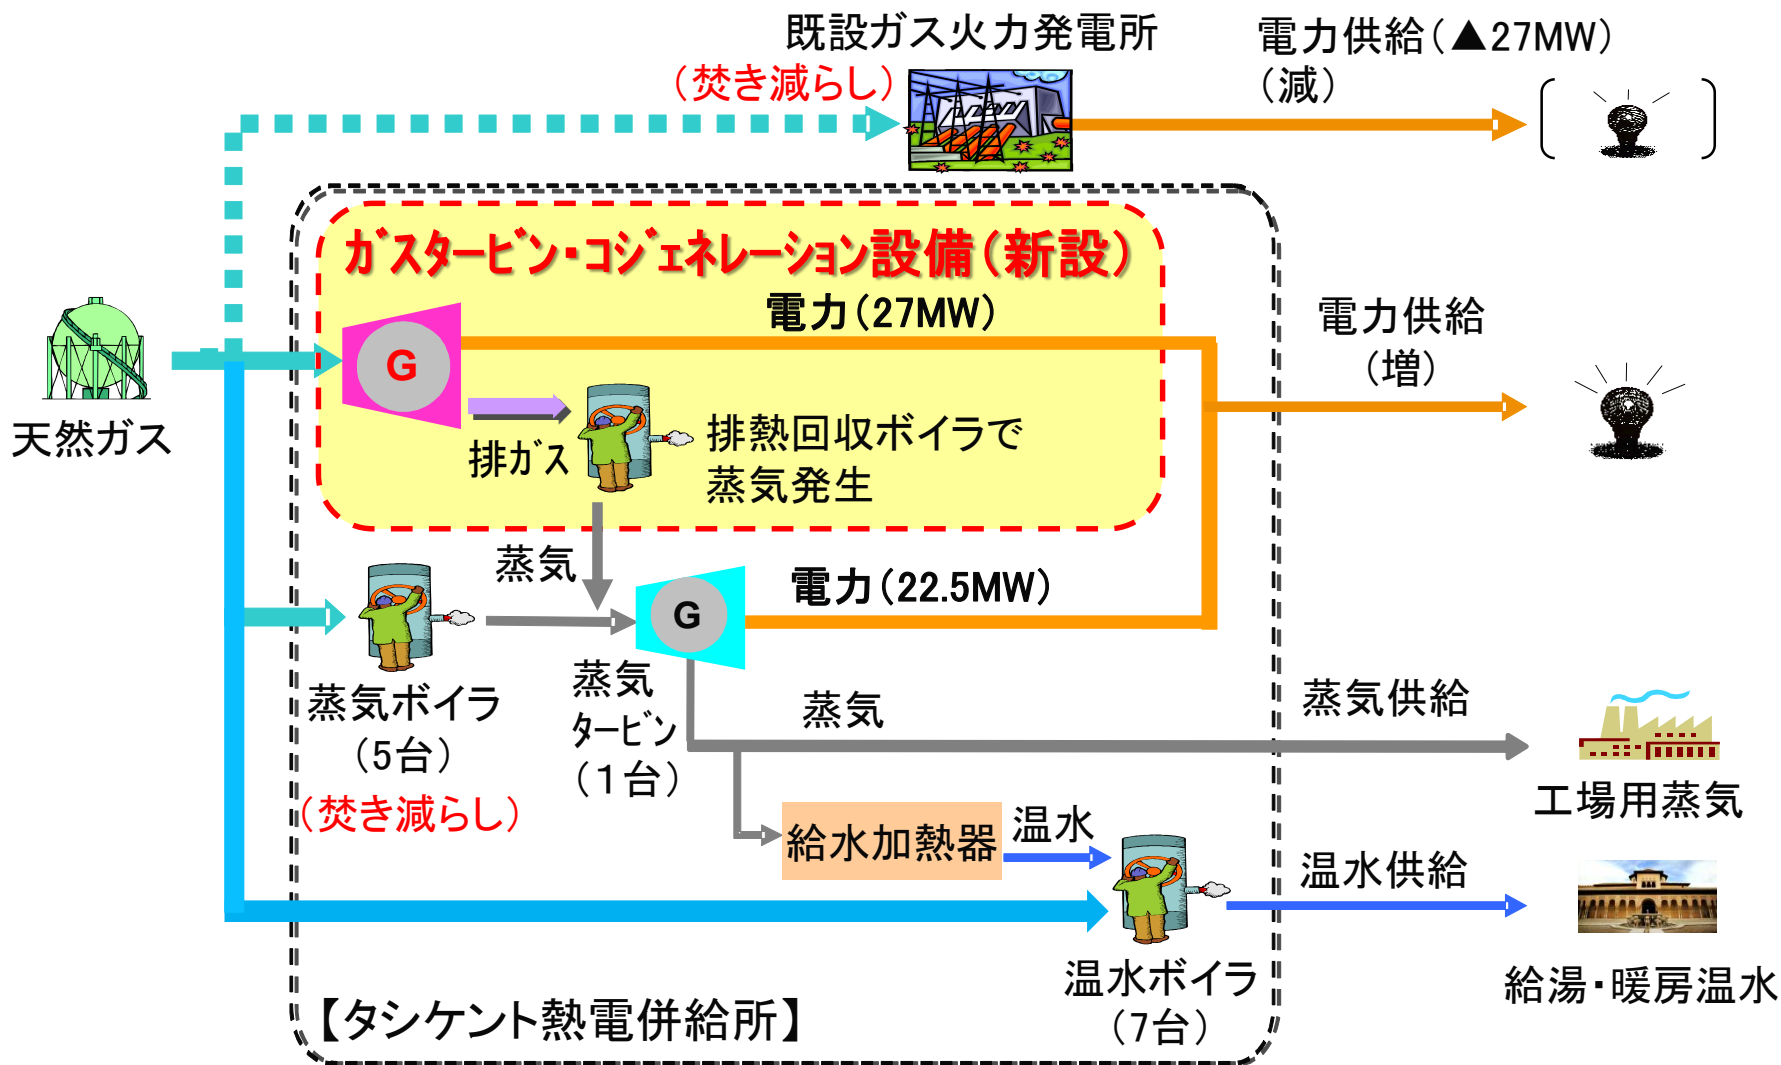 既設ガス火力発電所
(焚き減らし)
電力供給(▲27MW)
(減)
ガスタービン・コジェネレーション設備(新設)
電力(27MW)
G
排ガス
排熱回収ボイラで
蒸気発生
天然ガス
電力供給
(増)
蒸気
電力(22.5MW)
G
蒸気ボイラ
(5台)
(焚き減らし)
蒸気
タービン
(1台)
蒸気
蒸気供給
工場用蒸気
給水加熱器
温水
温水供給
温水ボイラ
(7台)
給湯・暖房温水
【タシケント熱電併給所】